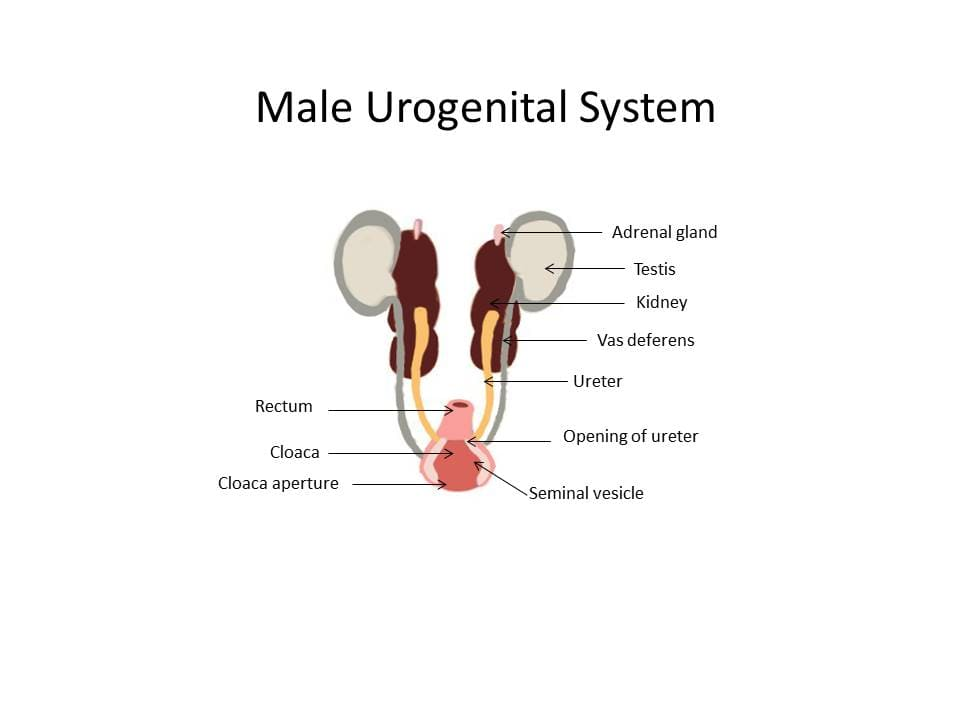 Male Urogenital System
Adrenal gland
Testis
Kidney
Vas deferens
Ureter
Rectum
Opening of ureter
Cloaca
Cloaca aperture
Seminal vesicle